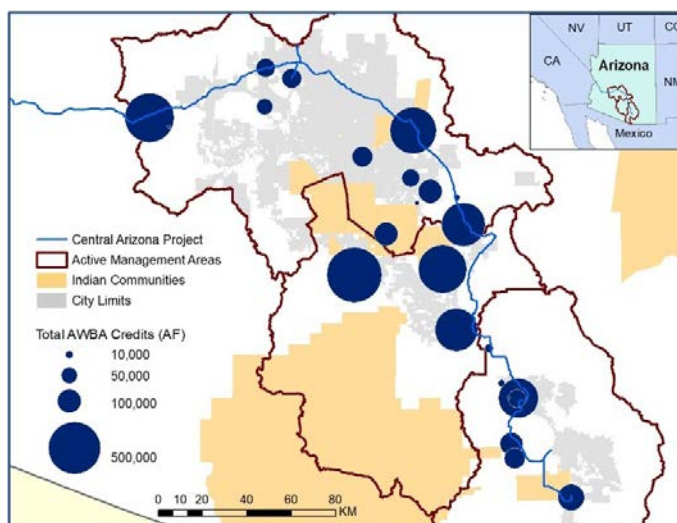 NV
UT
CO
CA
Arizona
NM
Mexico
Central Arizona Project
Active Management Areas
Indian Communities
City Limits
Total AWBA Credits (AF)
10,000
50,000
100,000
500,000
0 10 20 40 60 80
KM